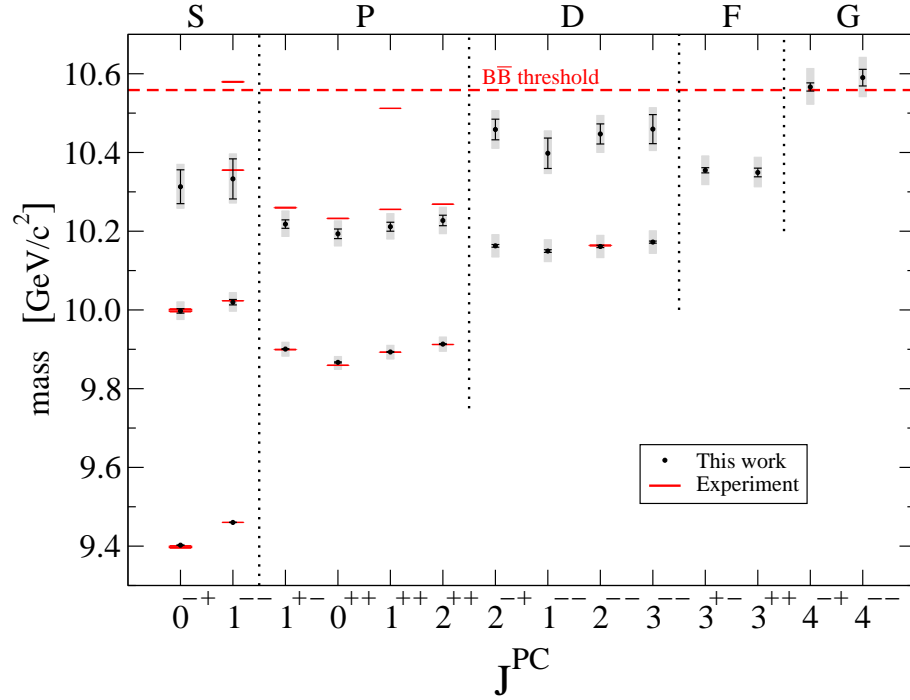 S P D F G
10.6
10.4
10.2
10.0
9.8
9.6
9.4
mass [GeV/c²]
BB̅ threshold
This work
Experiment
0⁻⁺ 1⁻⁻ 1⁺⁻ 0⁺⁺ 1⁺⁺ 2⁺⁺ 2⁻⁺ 1⁻⁻ 2⁻⁻ 3⁻⁻ 3⁺⁻ 3⁺⁺ 4⁻⁺ 4⁻⁻
J^PC